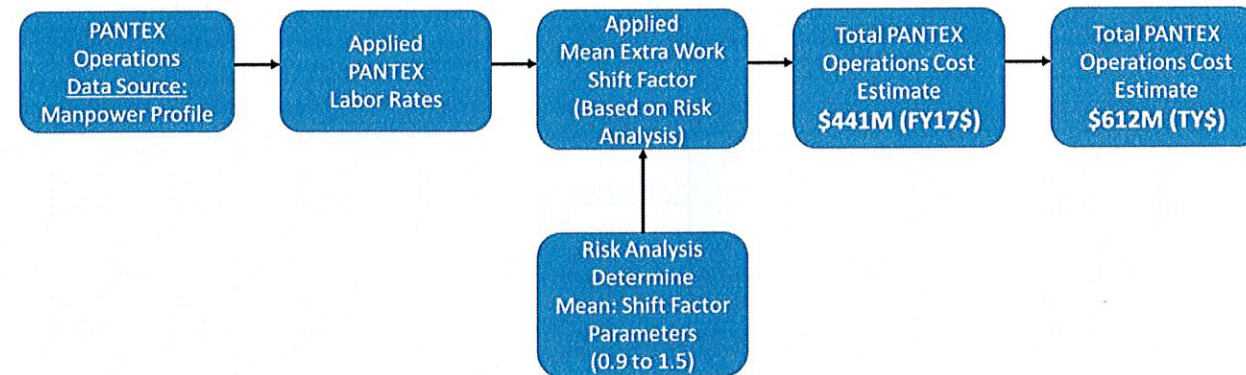 PANTEX
Operations
Data Source:
Manpower Profile
Applied
PANTEX
Labor Rates
Applied
Mean Extra Work
Shift Factor
(Based on Risk
Analysis)
Total PANTEX
Operations Cost
Estimate
$441M (FY17$)
Total PANTEX
Operations Cost
Estimate
$612M (TY$)
Risk Analysis
Determine
Mean: Shift Factor
Parameters
(0.9 to 1.5)